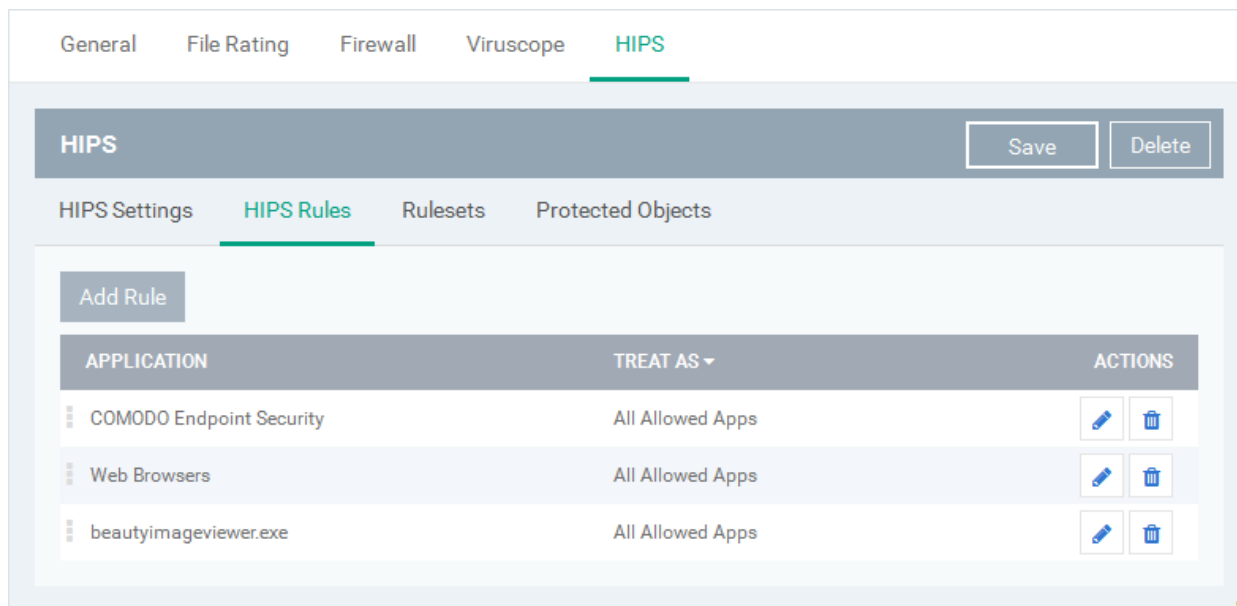 General File Rating Firewall Viruscope HIPS
HIPS Save Delete
HIPS Settings HIPS Rules Rulesets Protected Objects
Add Rule
APPLICATION TREAT AS ACTIONS
COMODO Endpoint Security All Allowed Apps
Web Browsers All Allowed Apps
beautyimageviewer.exe All Allowed Apps